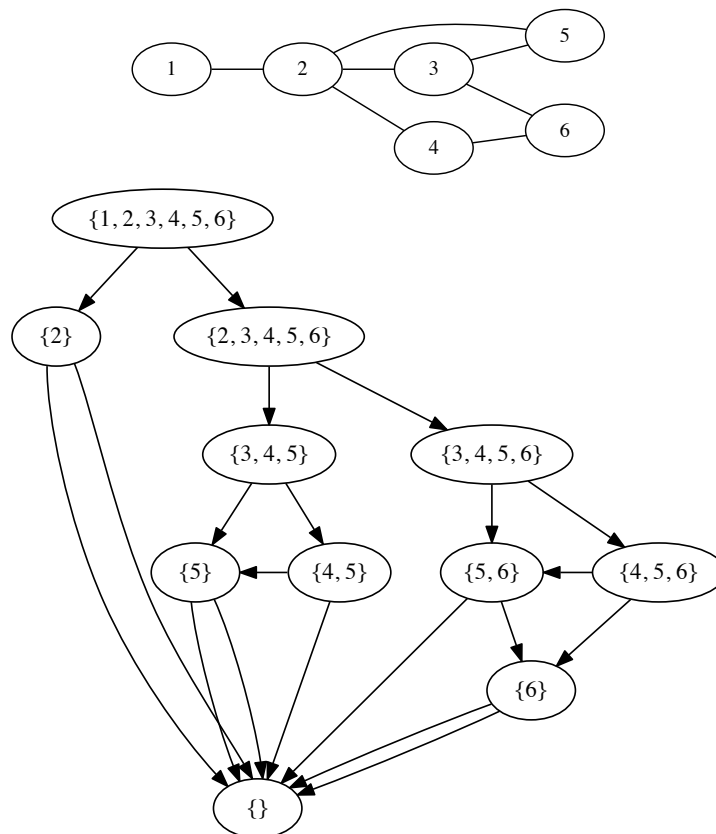 5
1 2 3
6
4
{1, 2, 3, 4, 5, 6}
{2} {2, 3, 4, 5, 6}
{3, 4, 5} {3, 4, 5, 6}
{5} {4, 5} {5, 6} {4, 5, 6}
{6}
{}